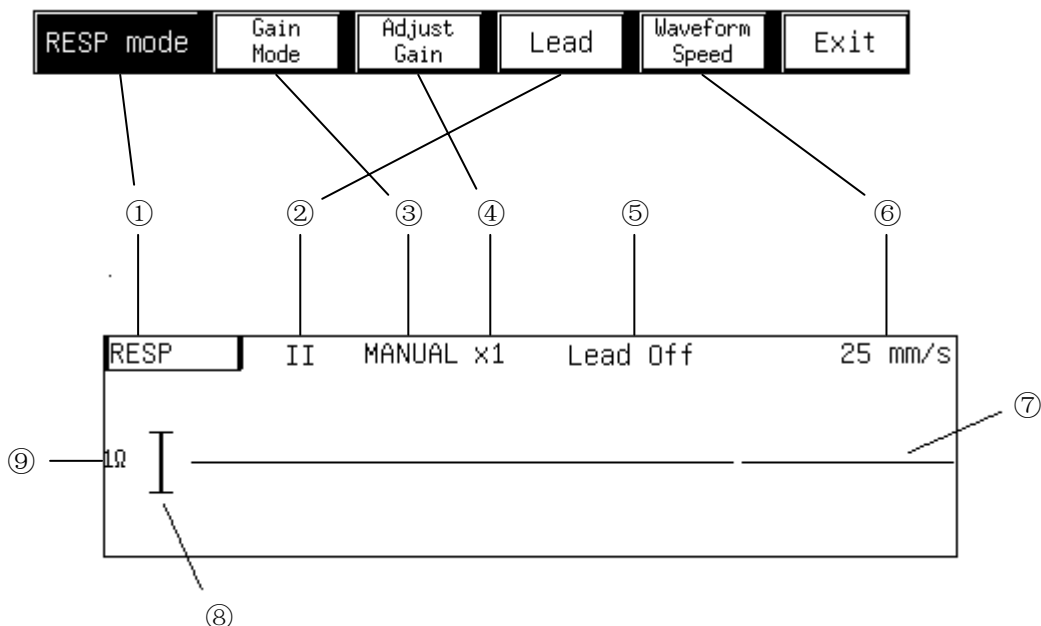 RESP mode
Gain
Mode
Adjust
Gain
Lead
Waveform
Speed
Exit
① ② ③ ④ ⑤ ⑥
RESP II MANUAL x1 Lead Off 25 mm/s
⑦
⑨ 1Ω
⑧